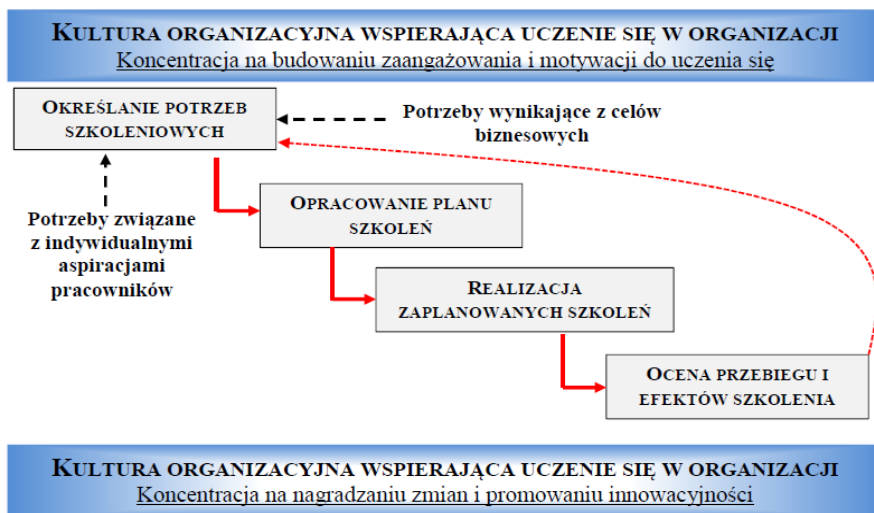 KULTURA ORGANIZACYJNA WSPIERAJĄCA UCZENIE SIĘ W ORGANIZACJI
Koncentracja na budowaniu zaangażowania i motywacji do uczenia się
OKREŚLANIE POTRZEB
SZKOLENIOWYCH
Potrzeby wynikające z celów
biznesowych
Potrzeby związane
z indywidualnymi
aspiracjami
pracowników
OPRACOWANIE PLANU
SZKOLEŃ
REALIZACJA
ZAPLANOWANYCH SZKOLEŃ
OCENA PRZEBIEGU I
EFEKTÓW SZKOLENIA
KULTURA ORGANIZACYJNA WSPIERAJĄCA UCZENIE SIĘ W ORGANIZACJI
Koncentracja na nagradzaniu zmian i promowaniu innowacyjności